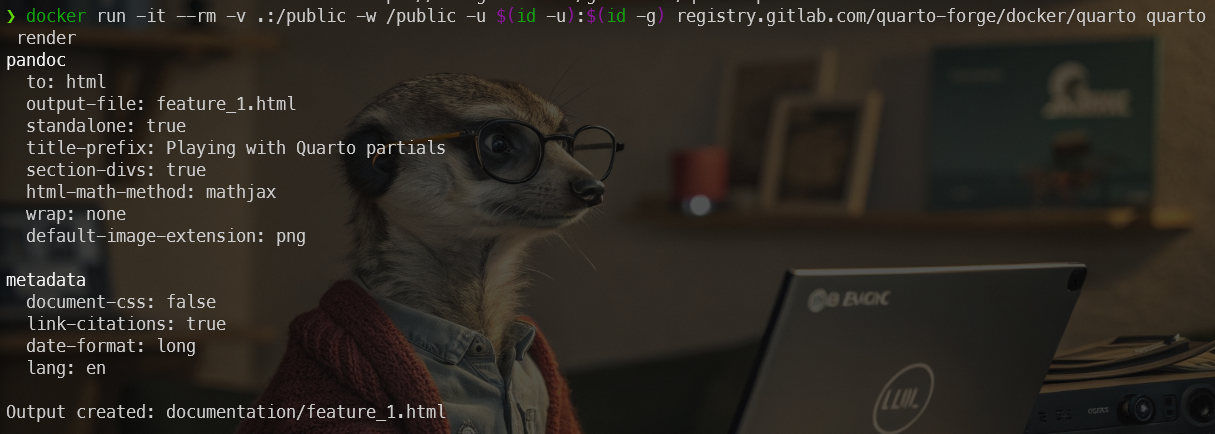 ❯ docker run -it --rm -v .:/public -w /public -u $(id -u):$(id -g) registry.gitlab.com/quarto-forge/docker/quarto quarto
render
pandoc
  to: html
  output-file: feature_1.html
  standalone: true
  title-prefix: Playing with Quarto partials
  section-divs: true
  html-math-method: mathjax
  wrap: none
  default-image-extension: png

metadata
  document-css: false
  link-citations: true
  date-format: long
  lang: en

Output created: documentation/feature_1.html